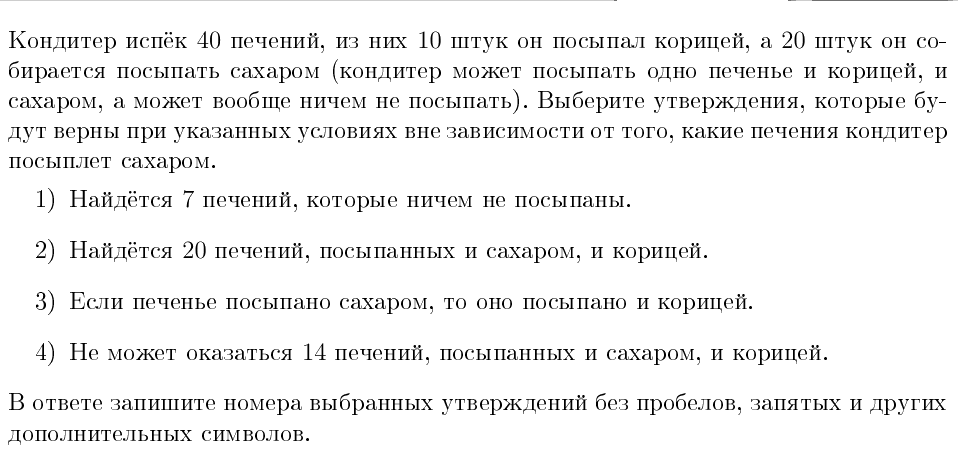 Кондитер испёк 40 печений, из них 10 штук он посыпал корицей, а 20 штук он со-
бирается посыпать сахаром (кондитер может посыпать одно печенье и корицей, и
сахаром, а может вообще ничем не посыпать). Выберите утверждения, которые бу-
дут верны при указанных условиях вне зависимости от того, какие печения кондитер
посыплет сахаром.
1) Найдётся 7 печений, которые ничем не посыпаны.
2) Найдётся 20 печений, посыпанных и сахаром, и корицей.
3) Если печенье посыпано сахаром, то оно посыпано и корицей.
4) Не может оказаться 14 печений, посыпанных и сахаром, и корицей.
В ответе запишите номера выбранных утверждений без пробелов, запятых и других
дополнительных символов.